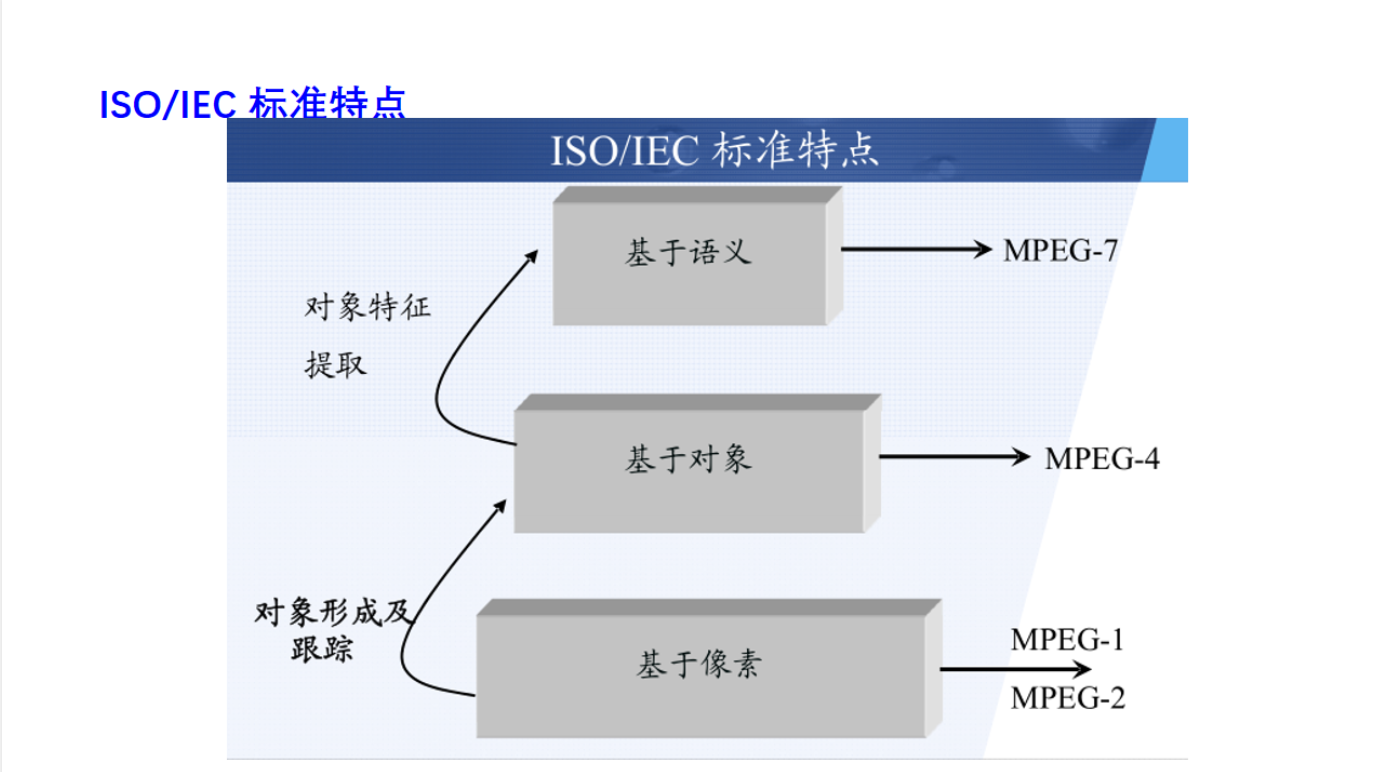 ISO/IEC 标准特点
ISO/IEC 标准特点
基于语义
MPEG-7
对象特征
提取
基于对象
MPEG-4
对象形成及
跟踪
基于像素
MPEG-1
MPEG-2